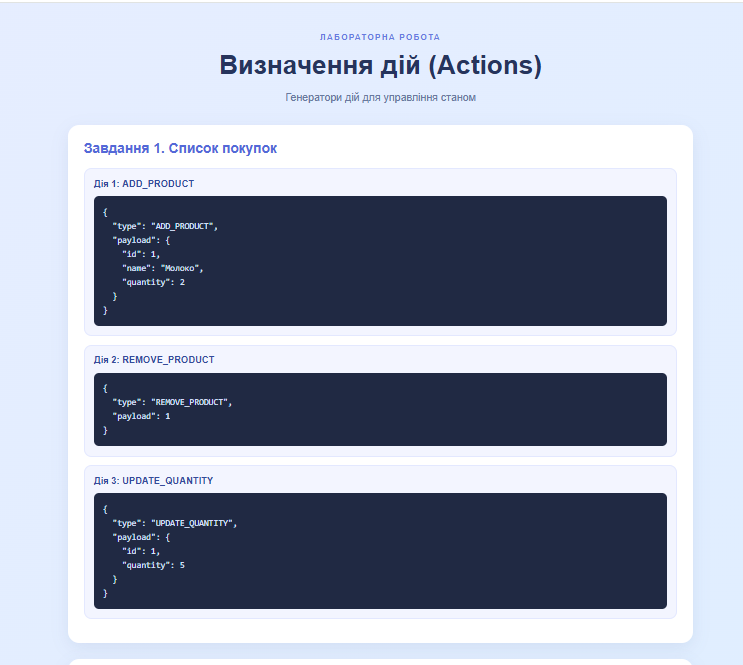 ЛАБОРАТОРНА РОБОТА
Визначення дій (Actions)
Генератори дій для управління станом
Завдання 1. Список покупок
Дія 1: ADD_PRODUCT
{
  "type": "ADD_PRODUCT",
  "payload": {
    "id": 1,
    "name": "Молоко",
    "quantity": 2
  }
}
Дія 2: REMOVE_PRODUCT
{
  "type": "REMOVE_PRODUCT",
  "payload": 1
}
Дія 3: UPDATE_QUANTITY
{
  "type": "UPDATE_QUANTITY",
  "payload": {
    "id": 1,
    "quantity": 5
  }
}